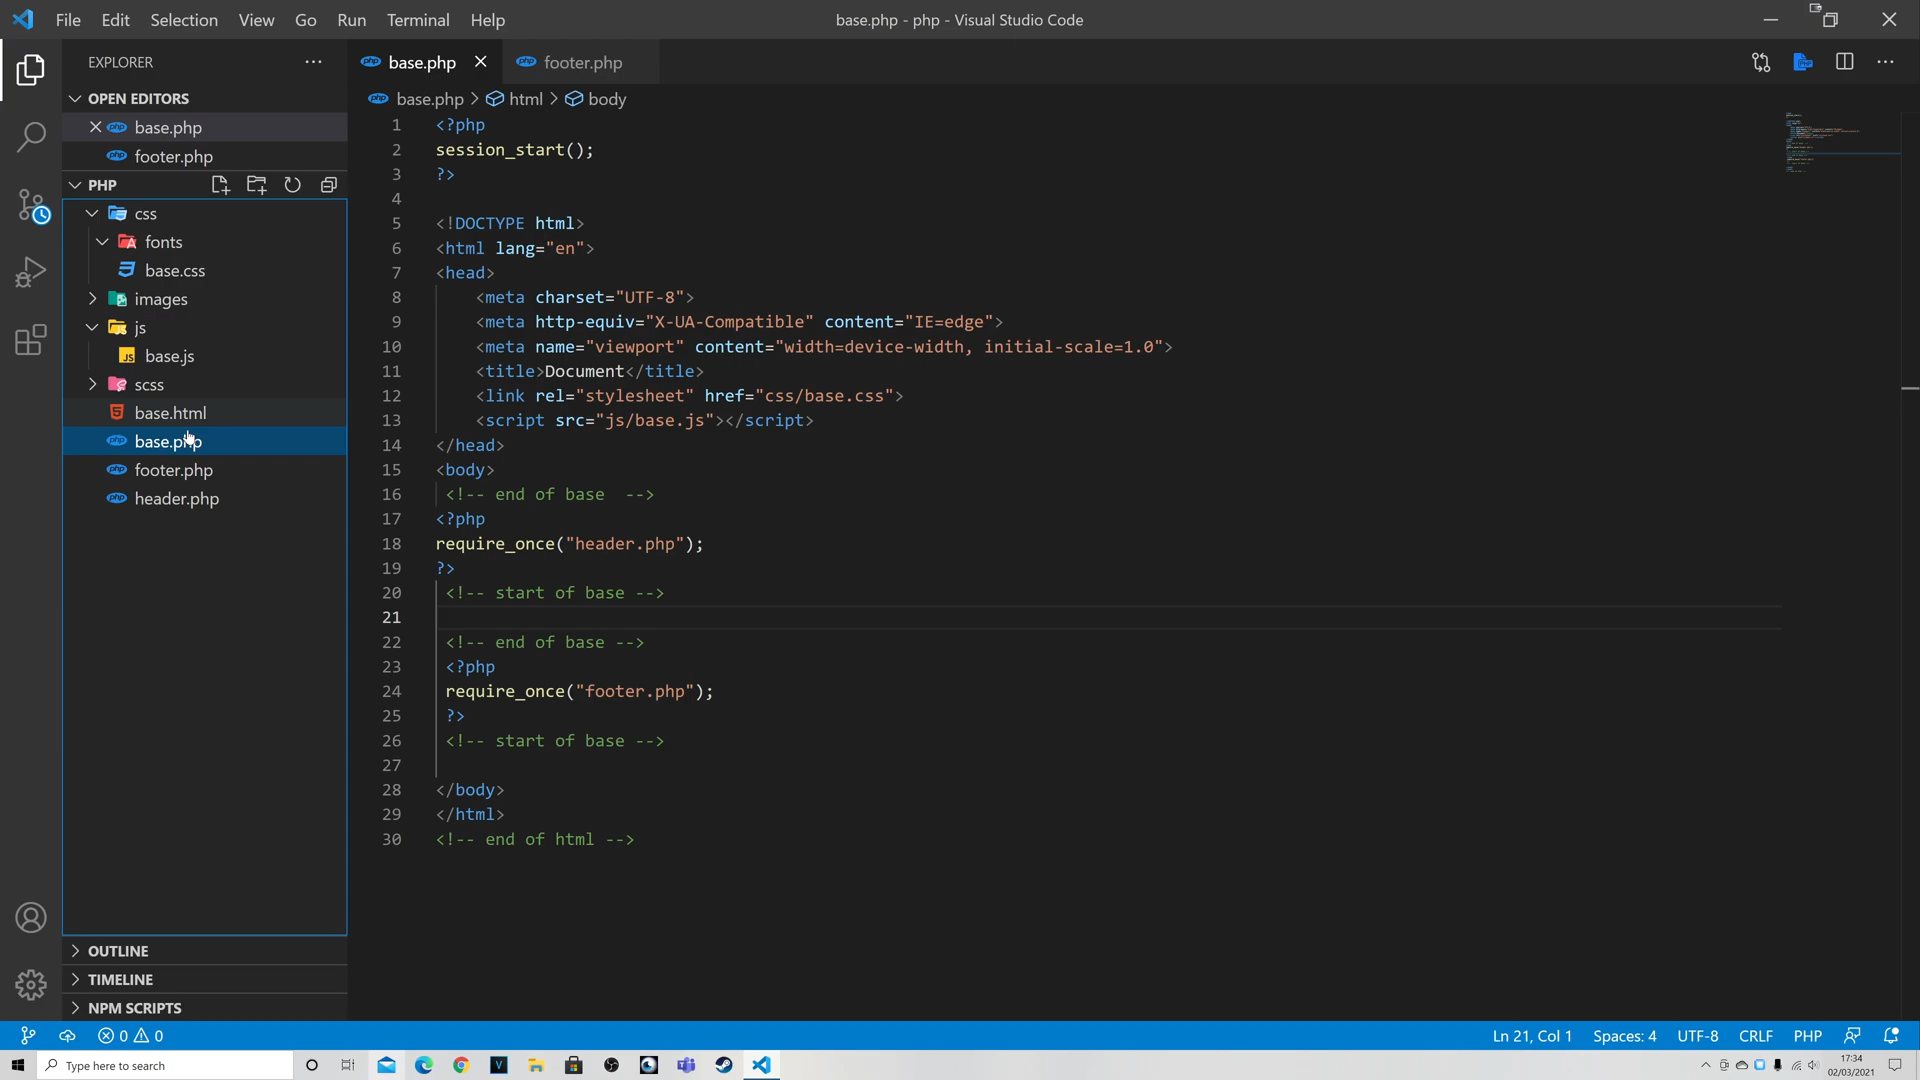 File Edit Selection View Go Run Terminal Help
base.php - php - Visual Studio Code
EXPLORER
OPEN EDITORS
base.php
footer.php
PHP
css
fonts
base.css
images
js
base.js
scss
base.html
base.php
footer.php
header.php
OUTLINE
TIMELINE
NPM SCRIPTS
base.php
footer.php
base.php > html > body
1 <?php
2 session_start();
3 ?>
4
5 <!DOCTYPE html>
6 <html lang="en">
7 <head>
8 <meta charset="UTF-8">
9 <meta http-equiv="X-UA-Compatible" content="IE=edge">
10 <meta name="viewport" content="width=device-width, initial-scale=1.0">
11 <title>Document</title>
12 <link rel="stylesheet" href="css/base.css">
13 <script src="js/base.js"></script>
14 </head>
15 <body>
16 <!-- end of base  -->
17 <?php
18 require_once("header.php");
19 ?>
20 <!-- start of base -->
21
22 <!-- end of base -->
23 <?php
24 require_once("footer.php");
25 ?>
26 <!-- start of base -->
27
28 </body>
29 </html>
30 <!-- end of html -->
0 0
Ln 21, Col 1 Spaces: 4 UTF-8 CRLF PHP
Type here to search
17:34
02/03/2021